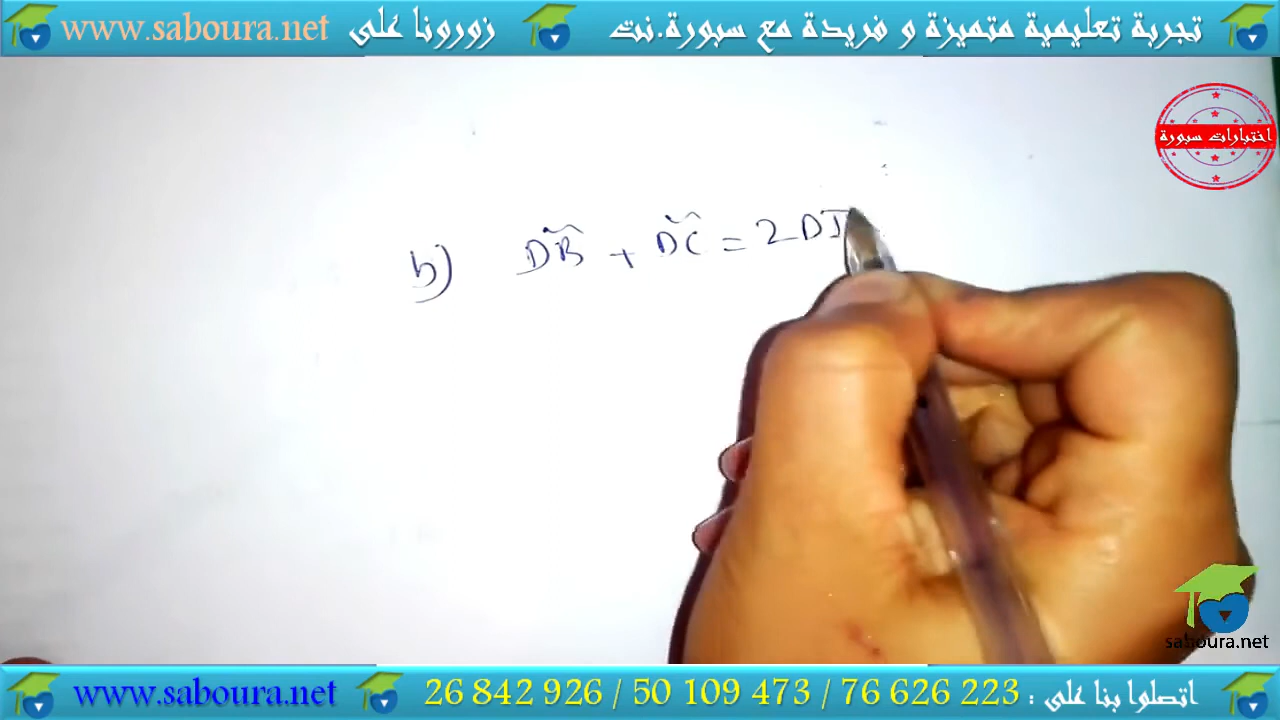 www.saboura.net زورونا على تجربة تعليمية متميزة و فريدة مع سبورة.نت
اختبارات سبورة
b) DB + DC = 2DI
saboura.net
www.saboura.net 26 842 926 / 50 109 473 / 76 626 223 : اتصلوا بنا على